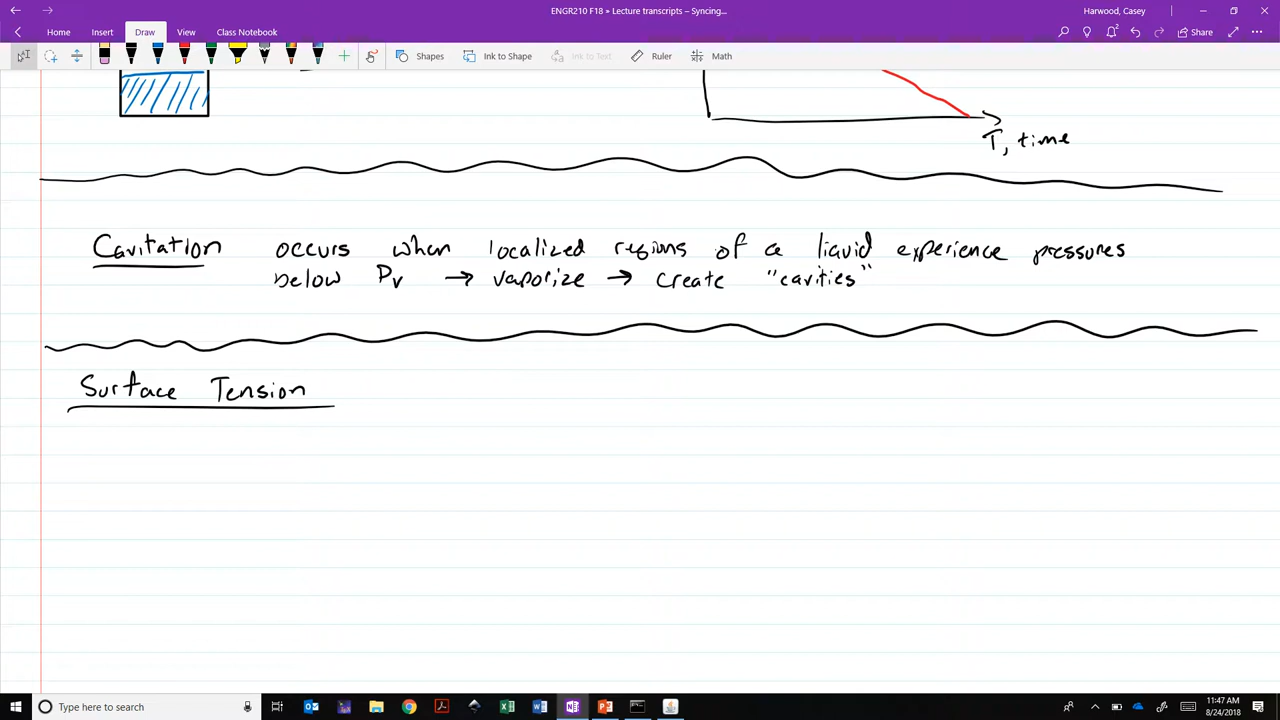 ENGR210 F18 » Lecture transcripts – Syncing...
Harwood, Casey
Home Insert Draw View Class Notebook
Share
Shapes Ink to Shape Ink to Text Ruler Math
T, time
Cavitation occurs when localized regions of a liquid experience pressures
below Pv → vaporize → create "cavities"
Surface Tension
Type here to search
11:47 AM
8/24/2018